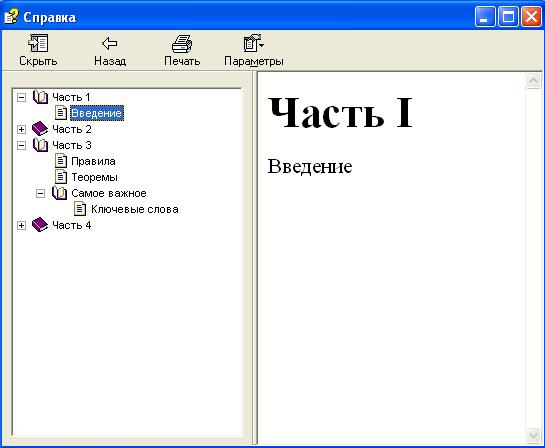 Справка
Скрыть Назад Печать Параметры
Часть 1
Введение
Часть 2
Часть 3
Правила
Теоремы
Самое важное
Ключевые слова
Часть 4
Часть I
Введение